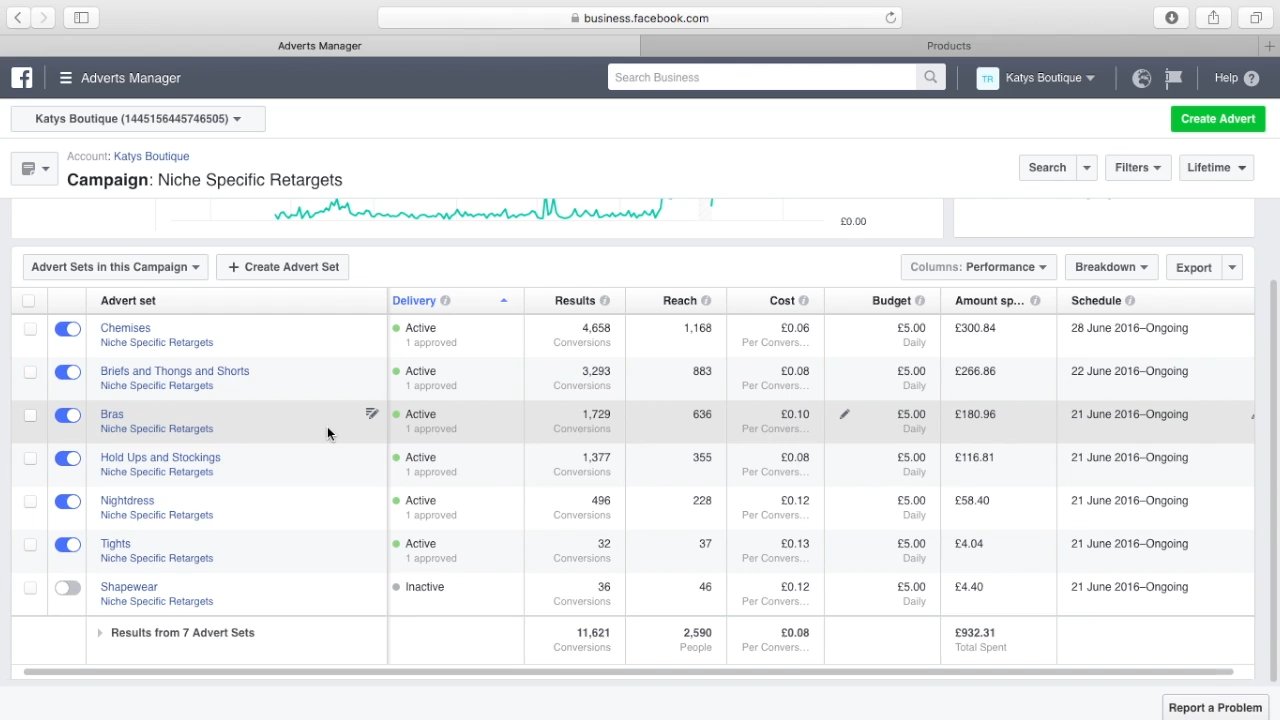 business.facebook.com
Adverts Manager
Products
Adverts Manager
Search Business
TR
Katys Boutique
Help
Katys Boutique (1445156445746505)
Create Advert
Account: Katys Boutique
Campaign: Niche Specific Retargets
Search
Filters
Lifetime
£0.00
Advert Sets in this Campaign
+ Create Advert Set
Columns: Performance
Breakdown
Export
Advert set Delivery Results Reach Cost Budget Amount sp... Schedule
Chemises Active 4,658 1,168 £0.06 £5.00 £300.84 28 June 2016–Ongoing
Niche Specific Retargets 1 approved Conversions Per Convers... Daily
Briefs and Thongs and Shorts Active 3,293 883 £0.08 £5.00 £266.86 22 June 2016–Ongoing
Niche Specific Retargets 1 approved Conversions Per Convers... Daily
Bras Active 1,729 636 £0.10 £5.00 £180.96 21 June 2016–Ongoing
Niche Specific Retargets 1 approved Conversions Per Convers... Daily
Hold Ups and Stockings Active 1,377 355 £0.08 £5.00 £116.81 21 June 2016–Ongoing
Niche Specific Retargets 1 approved Conversions Per Convers... Daily
Nightdress Active 496 228 £0.12 £5.00 £58.40 21 June 2016–Ongoing
Niche Specific Retargets 1 approved Conversions Per Convers... Daily
Tights Active 32 37 £0.13 £5.00 £4.04 21 June 2016–Ongoing
Niche Specific Retargets 1 approved Conversions Per Convers... Daily
Shapewear Inactive 36 46 £0.12 £5.00 £4.40 21 June 2016–Ongoing
Niche Specific Retargets Conversions Per Convers... Daily
Results from 7 Advert Sets 11,621 2,590 £0.08 £932.31
Conversions People Per Convers... Total Spent
Report a Problem